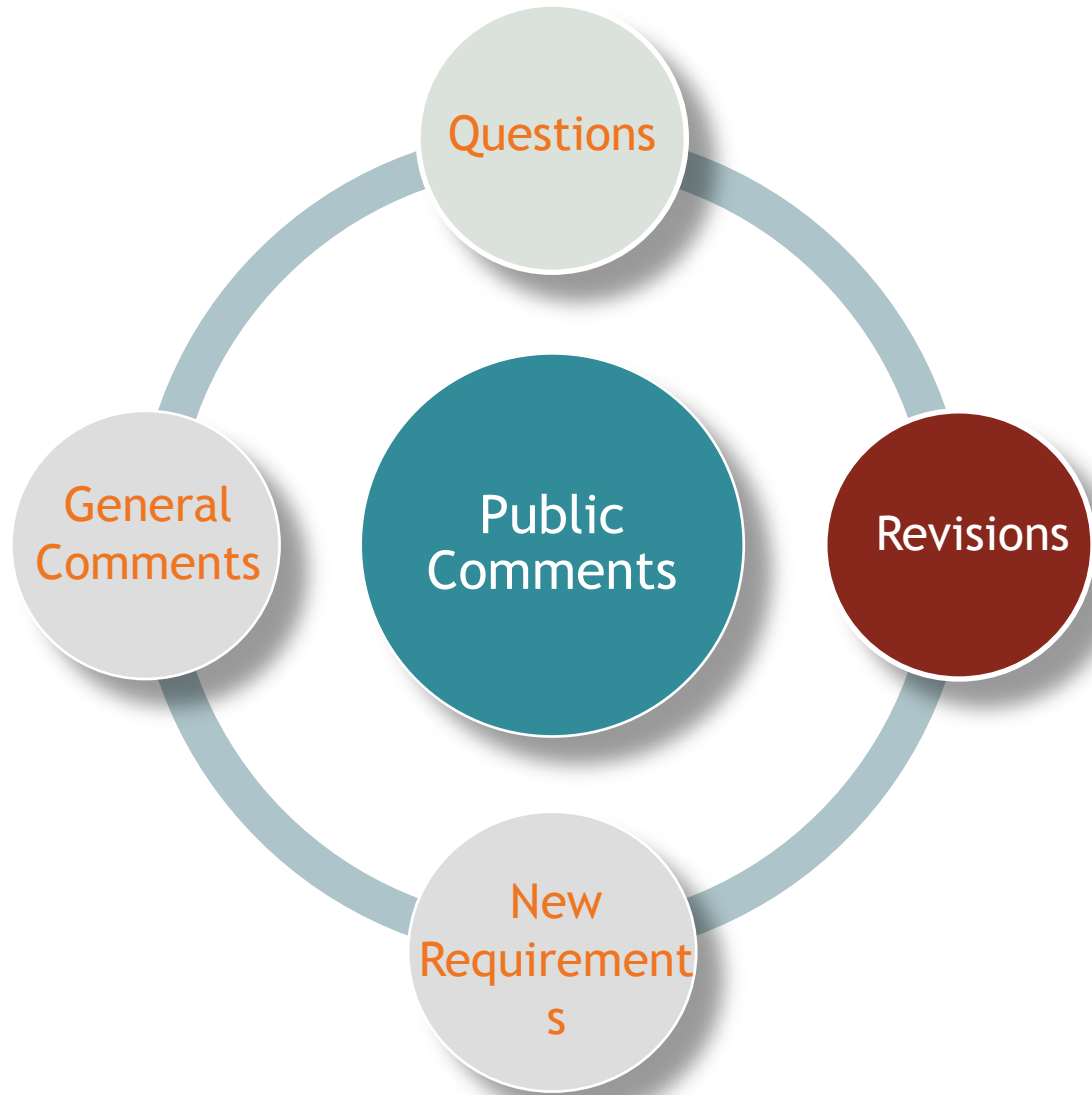 Questions
General
Comments
Public
Comments
Revisions
New
Requirement
s